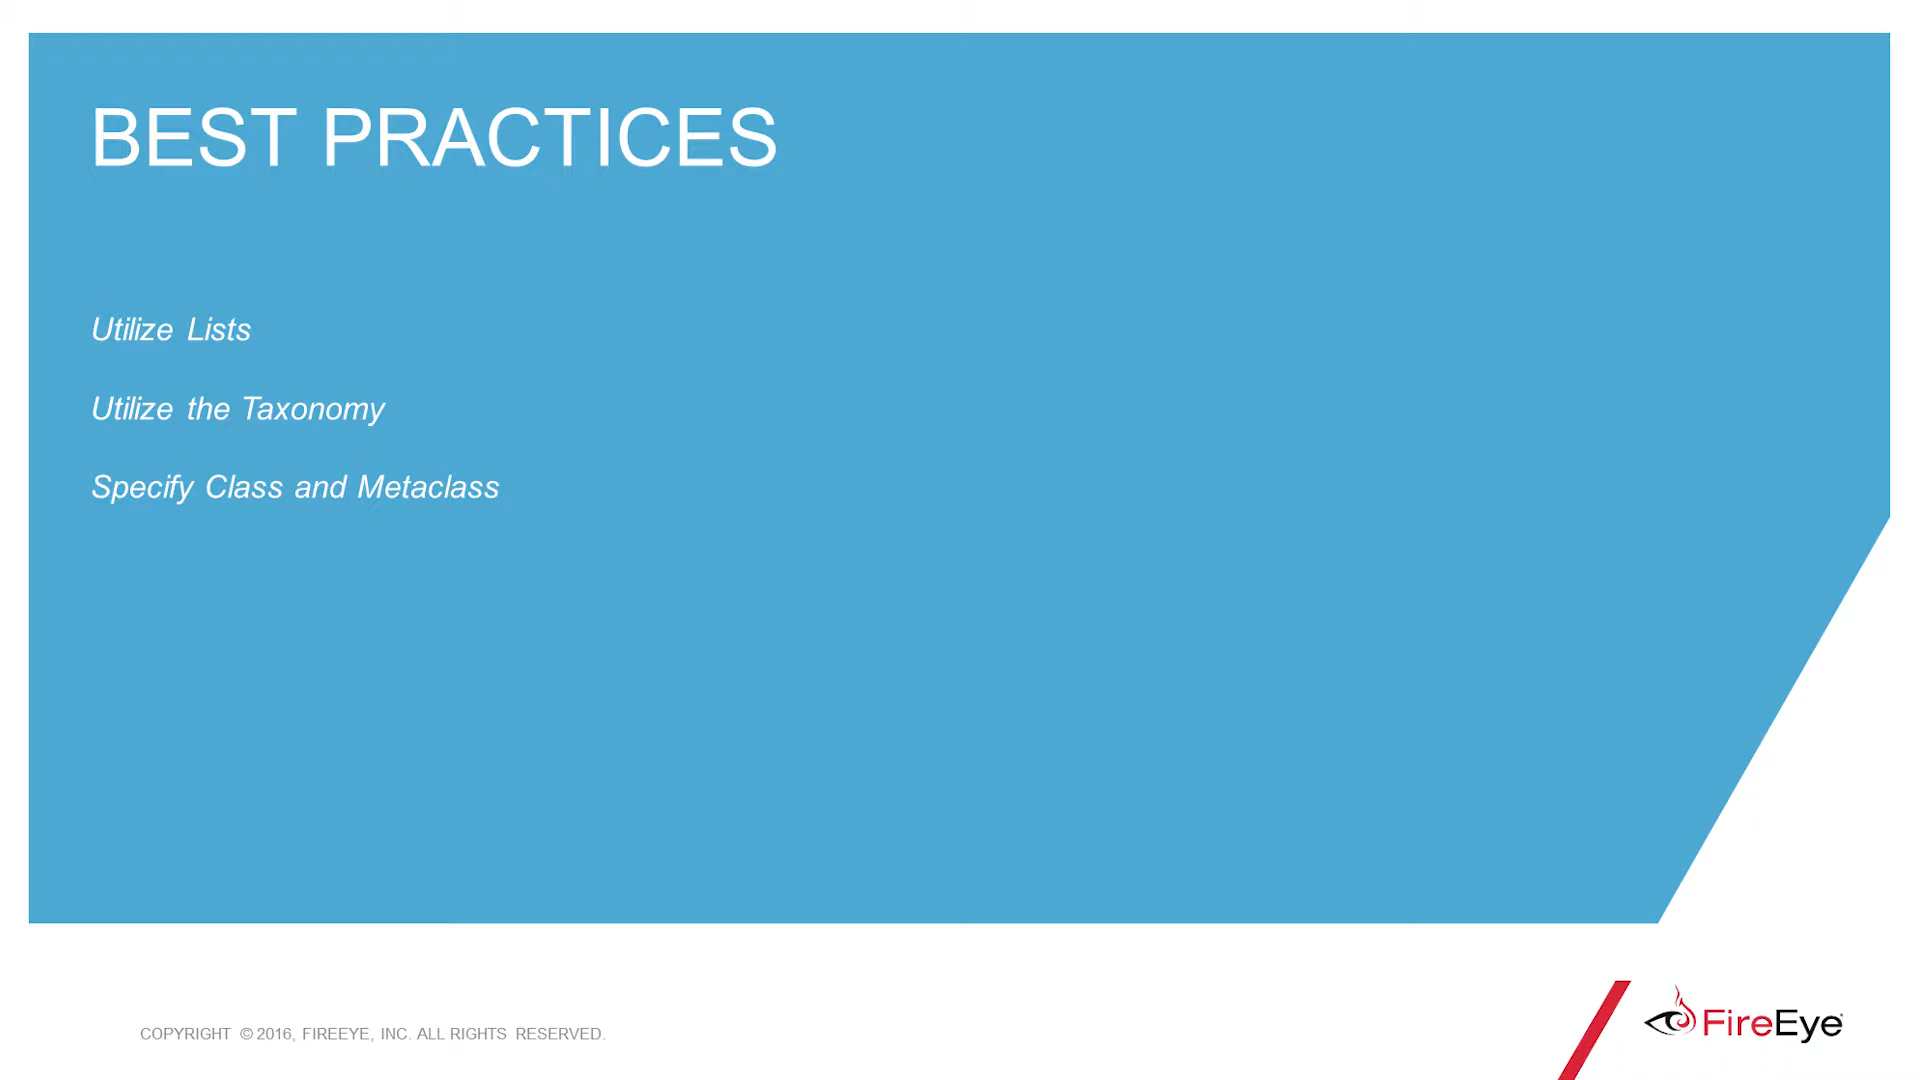 BEST PRACTICES
Utilize Lists
Utilize the Taxonomy
Specify Class and Metaclass
COPYRIGHT © 2016, FIREEYE, INC. ALL RIGHTS RESERVED.
FireEye